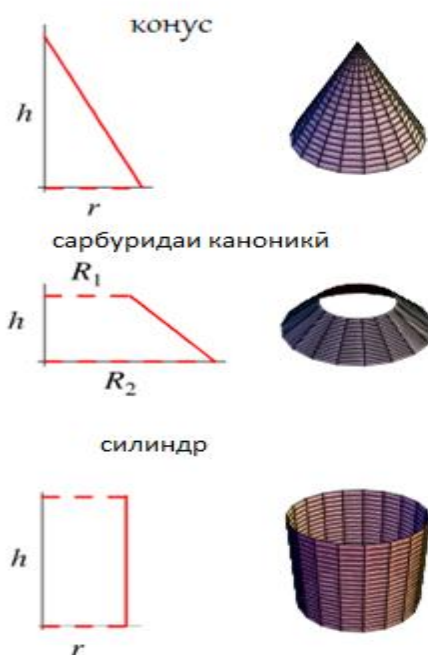 конус
h
r
сарбуридаи каноникӣ
R₁
h
R₂
силиндр
h
r